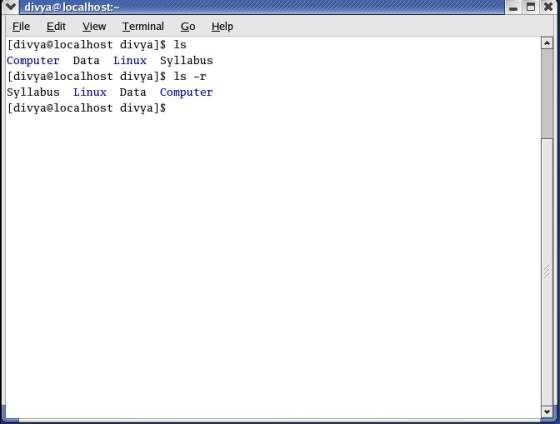 divya@localhost:~
File Edit View Terminal Go Help
[divya@localhost divya]$ ls
Computer  Data  Linux  Syllabus
[divya@localhost divya]$ ls -r
Syllabus  Linux  Data  Computer
[divya@localhost divya]$